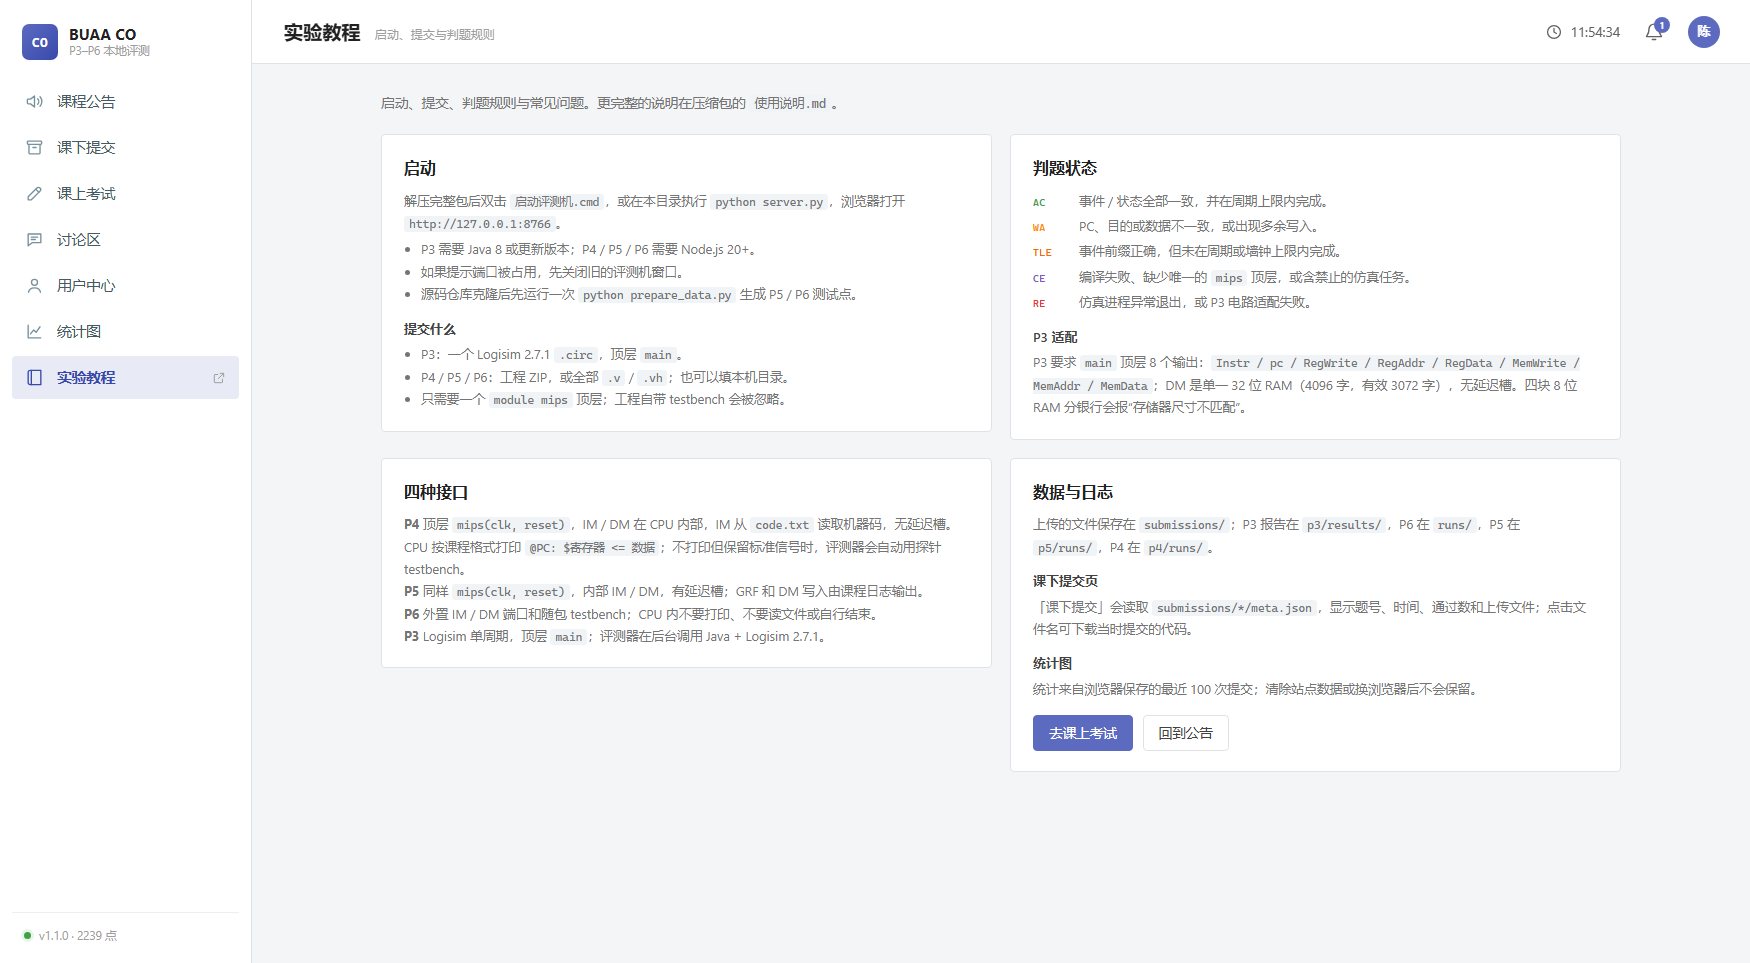 CO
BUAA CO
P3–P6 本地评测
课程公告
课下提交
课上考试
讨论区
用户中心
统计图
实验教程
v1.1.0 · 2239 点
实验教程 启动、提交与判题规则
11:54:34
1
陈
启动、提交、判题规则与常见问题。更完整的说明在压缩包的 使用说明.md 。
启动
解压完整包后双击 启动评测机.cmd ，或在本目录执行 python server.py ，浏览器打开
http://127.0.0.1:8766 。
P3 需要 Java 8 或更新版本；P4 / P5 / P6 需要 Node.js 20+。
如果提示端口被占用，先关闭旧的评测机窗口。
源码仓库克隆后先运行一次 python prepare_data.py 生成 P5 / P6 测试点。
提交什么
P3：一个 Logisim 2.7.1 .circ ，顶层 main 。
P4 / P5 / P6：工程 ZIP，或全部 .v / .vh ；也可以填本机目录。
只需要一个 module mips 顶层；工程自带 testbench 会被忽略。
判题状态
AC 事件 / 状态全部一致，并在周期上限内完成。
WA PC、目的或数据不一致，或出现多余写入。
TLE 事件前缀正确，但未在周期或墙钟上限内完成。
CE 编译失败、缺少唯一的 mips 顶层，或含禁止的仿真任务。
RE 仿真进程异常退出，或 P3 电路适配失败。
P3 适配
P3 要求 main 顶层 8 个输出： Instr / pc / RegWrite / RegAddr / RegData / MemWrite /
MemAddr / MemData ；DM 是单一 32 位 RAM（4096 字，有效 3072 字），无延迟槽。四块 8 位
RAM 分银行会报“存储器尺寸不匹配”。
四种接口
P4 顶层 mips(clk, reset) ，IM / DM 在 CPU 内部，IM 从 code.txt 读取机器码，无延迟槽。
CPU 按课程格式打印 @PC: $寄存器 <= 数据 ；不打印但保留标准信号时，评测器会自动用探针
testbench。
P5 同样 mips(clk, reset) ，内部 IM / DM，有延迟槽；GRF 和 DM 写入由课程日志输出。
P6 外置 IM / DM 端口和随包 testbench；CPU 内不要打印、不要读文件或自行结束。
P3 Logisim 单周期，顶层 main ；评测器在后台调用 Java + Logisim 2.7.1。
数据与日志
上传的文件保存在 submissions/ ；P3 报告在 p3/results/ ，P6 在 runs/ ，P5 在
p5/runs/ ，P4 在 p4/runs/ 。
课下提交页
「课下提交」会读取 submissions/*/meta.json ，显示题号、时间、通过数和上传文件；点击文
件名可下载当时提交的代码。
统计图
统计来自浏览器保存的最近 100 次提交；清除站点数据或换浏览器后不会保留。
去课上考试 回到公告